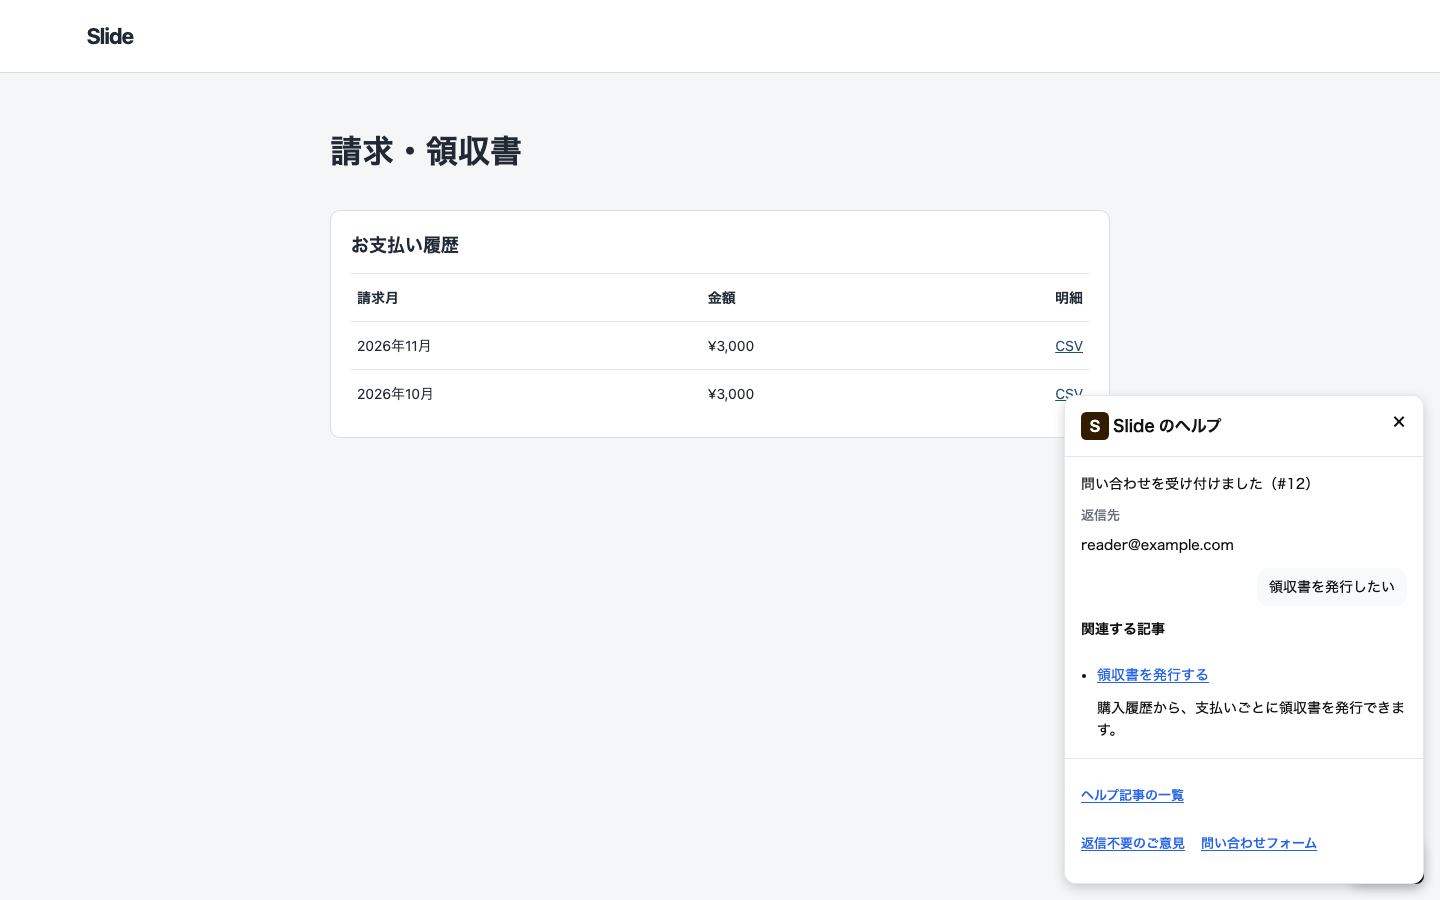 Slide
請求・領収書
お支払い履歴
請求月 金額 明細
2026年11月 ¥3,000 CSV
2026年10月 ¥3,000 CSV
S Slide のヘルプ ×
問い合わせを受け付けました（#12）
返信先
reader@example.com
領収書を発行したい
関連する記事
• 領収書を発行する
購入履歴から、支払いごとに領収書を発行できま
す。
ヘルプ記事の一覧
返信不要のご意見 問い合わせフォーム